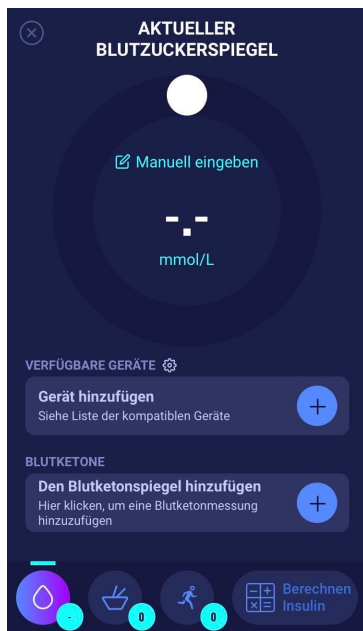 AKTUELLER
BLUTZUCKERSPIEGEL
Manuell eingeben
-.-
mmol/L
VERFÜGBARE GERÄTE
Gerät hinzufügen
Siehe Liste der kompatiblen Geräte
BLUTKETONE
Den Blutketonspiegel hinzufügen
Hier klicken, um eine Blutketonmessung
hinzuzufügen
-
0
0
Berechnen
Insulin